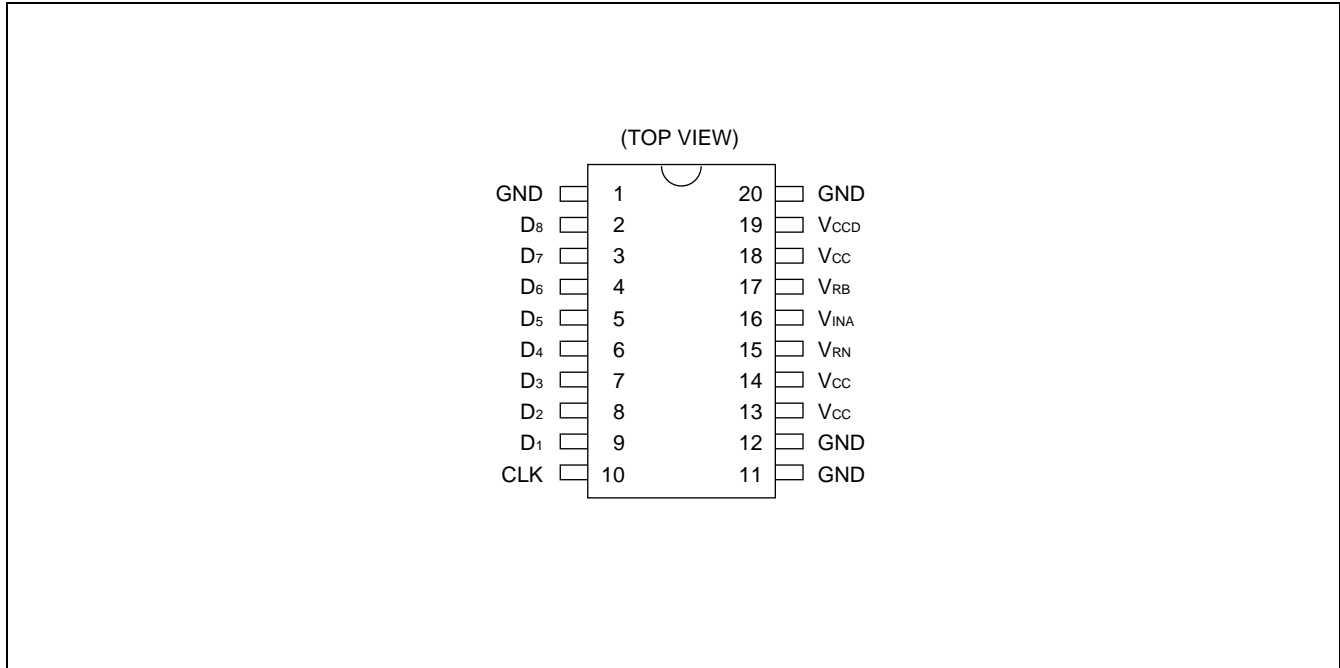 (TOP VIEW)
GND 1 20 GND
D8 2 19 VCCD
D7 3 18 VCC
D6 4 17 VRB
D5 5 16 VINA
D4 6 15 VRN
D3 7 14 VCC
D2 8 13 VCC
D1 9 12 GND
CLK 10 11 GND